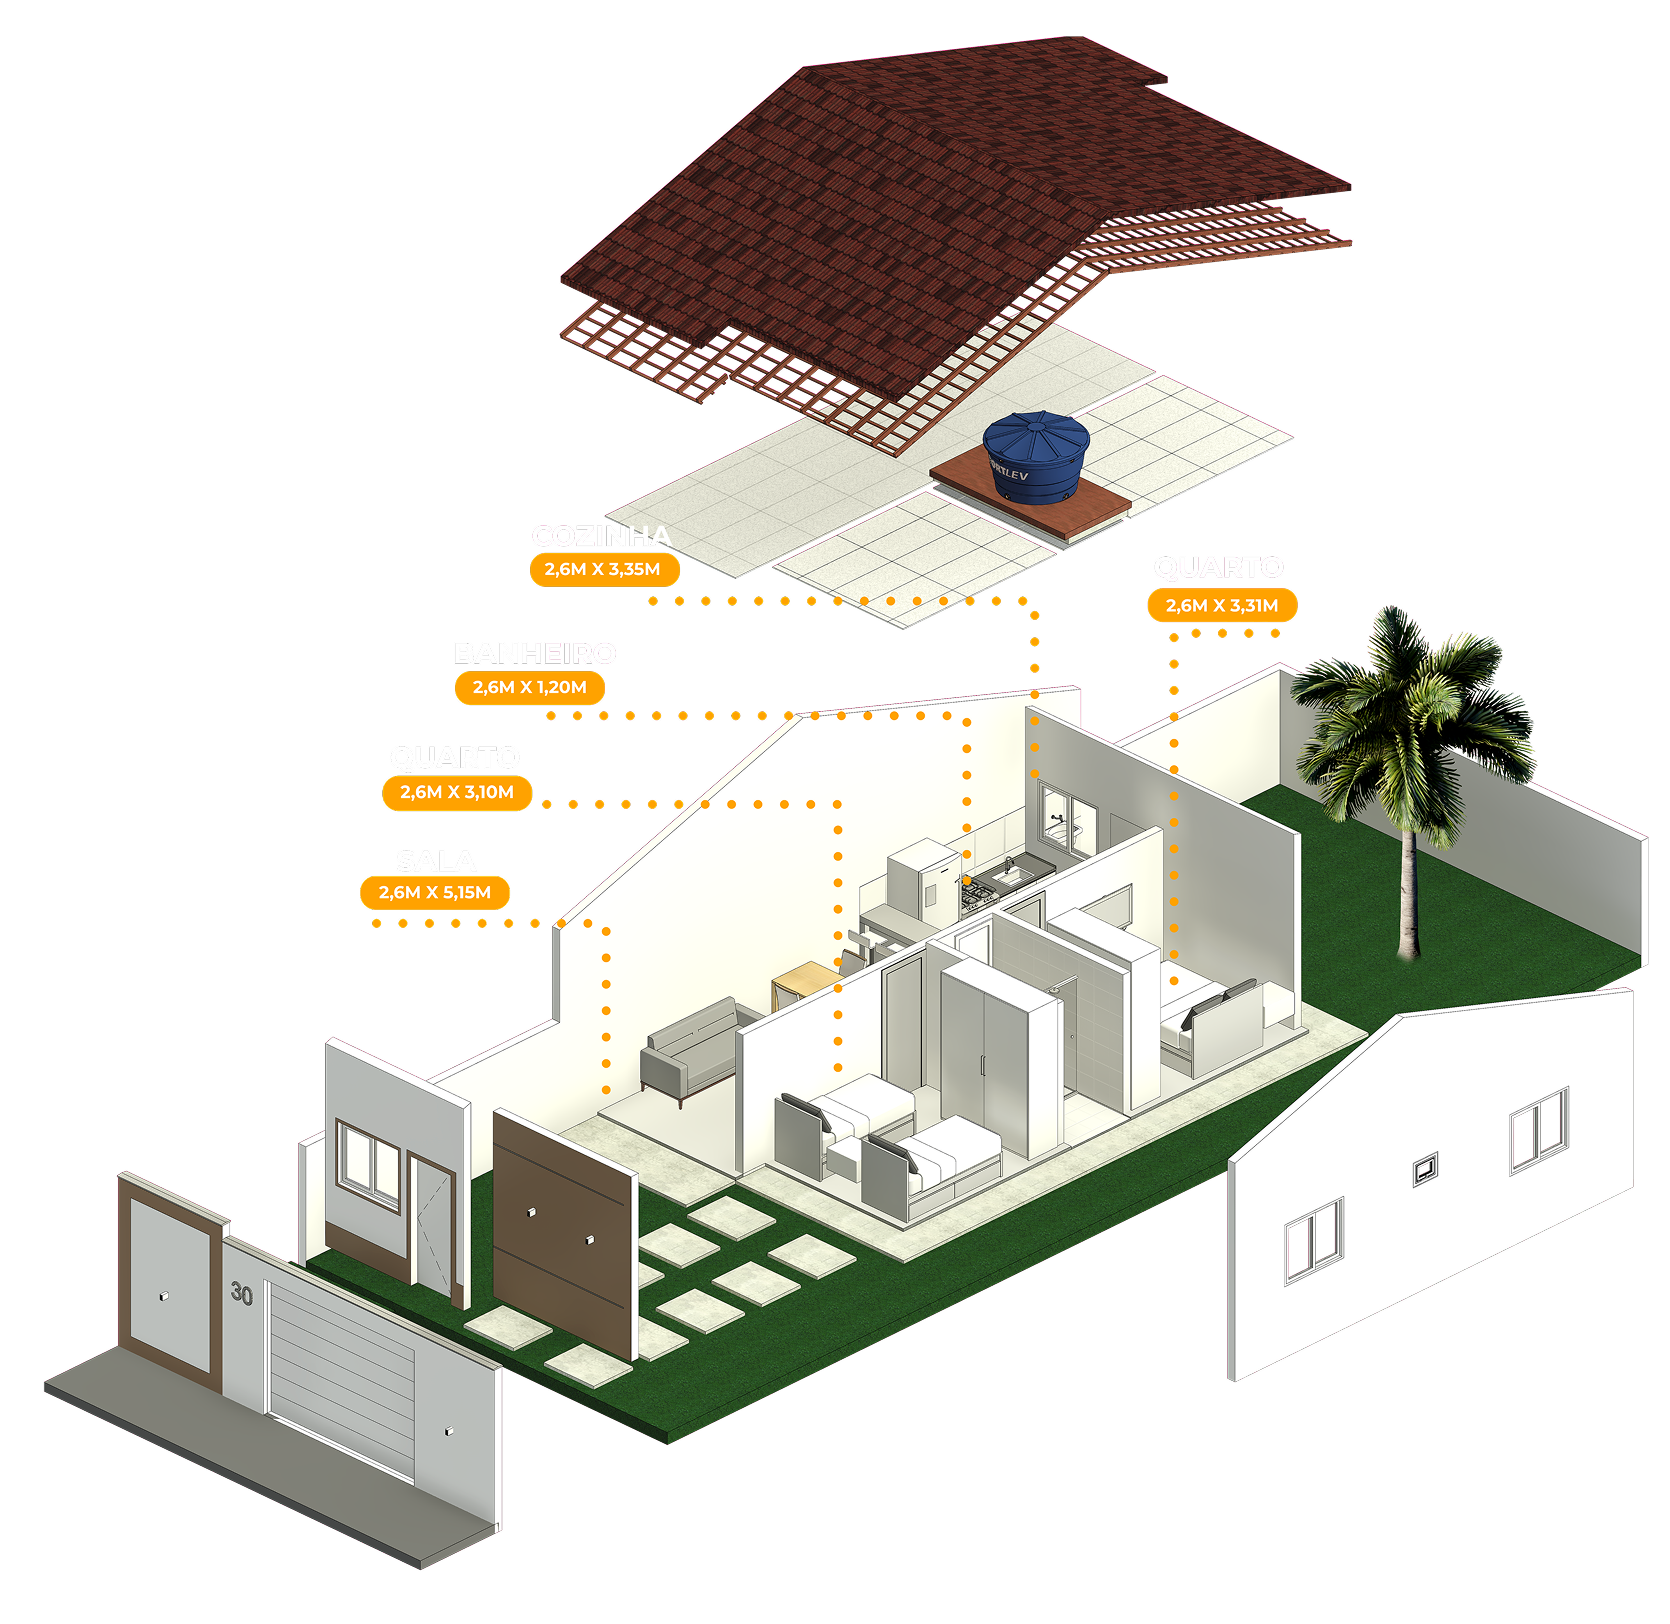 COZINHA
2,6M X 3,35M
QUARTO
2,6M X 3,31M
BANHEIRO
2,6M X 1,20M
QUARTO
2,6M X 3,10M
SALA
2,6M X 5,15M
FORTLEV
30